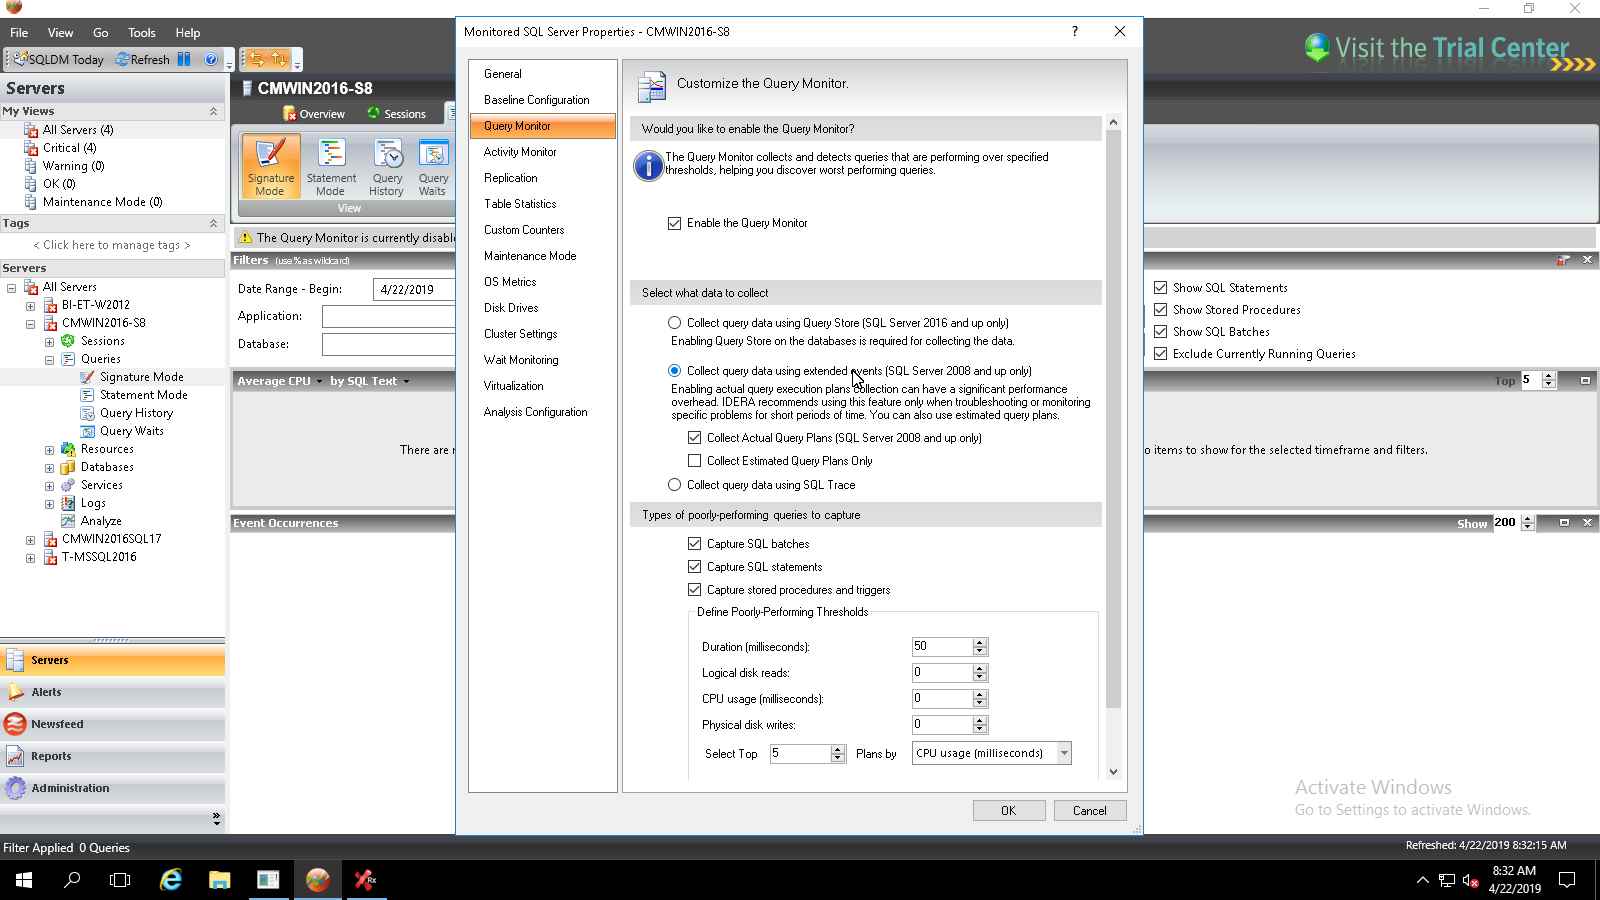 File
View
Go
Tools
Help
SQLDM Today
Refresh
Visit the Trial Center
Servers
My Views
All Servers (4)
Critical (4)
Warning (0)
OK (0)
Maintenance Mode (0)
Tags
< Click here to manage tags >
Servers
All Servers
BI-ET-W2012
CMWIN2016-S8
Sessions
Queries
Signature Mode
Statement Mode
Query History
Query Waits
Resources
Databases
Services
Logs
Analyze
CMWIN2016SQL17
T-MSSQL2016
Servers
Alerts
Newsfeed
Reports
Administration
Filter Applied 0 Queries
CMWIN2016-S8
Overview
Sessions
Signature
Mode
Statement
Mode
Query
History
Query
Waits
View
The Query Monitor is currently disabl
Filters (use % as wildcard)
Date Range - Begin:
4/22/2019
Application:
Database:
Average CPU
by SQL Text
There are
Event Occurrences
Monitored SQL Server Properties - CMWIN2016-S8
?
General
Baseline Configuration
Query Monitor
Activity Monitor
Replication
Table Statistics
Custom Counters
Maintenance Mode
OS Metrics
Disk Drives
Cluster Settings
Wait Monitoring
Virtualization
Analysis Configuration
Customize the Query Monitor.
Would you like to enable the Query Monitor?
The Query Monitor collects and detects queries that are performing over specified
thresholds, helping you discover worst performing queries.
Enable the Query Monitor
Select what data to collect
Collect query data using Query Store (SQL Server 2016 and up only)
Enabling Query Store on the databases is required for collecting the data.
Collect query data using extended events (SQL Server 2008 and up only)
Enabling actual query execution plans collection can have a significant performance
overhead. IDERA recommends using this feature only when troubleshooting or monitoring
specific problems for short periods of time. You can also use estimated query plans.
Collect Actual Query Plans (SQL Server 2008 and up only)
Collect Estimated Query Plans Only
Collect query data using SQL Trace
Types of poorly-performing queries to capture
Capture SQL batches
Capture SQL statements
Capture stored procedures and triggers
Define Poorly-Performing Thresholds
Duration (milliseconds):
50
Logical disk reads:
0
CPU usage (milliseconds):
0
Physical disk writes:
0
Select Top
5
Plans by
CPU usage (milliseconds)
OK
Cancel
Show SQL Statements
Show Stored Procedures
Show SQL Batches
Exclude Currently Running Queries
Top
5
o items to show for the selected timeframe and filters.
Show
200
Activate Windows
Go to Settings to activate Windows.
Refreshed: 4/22/2019 8:32:15 AM
Rx
8:32 AM
4/22/2019